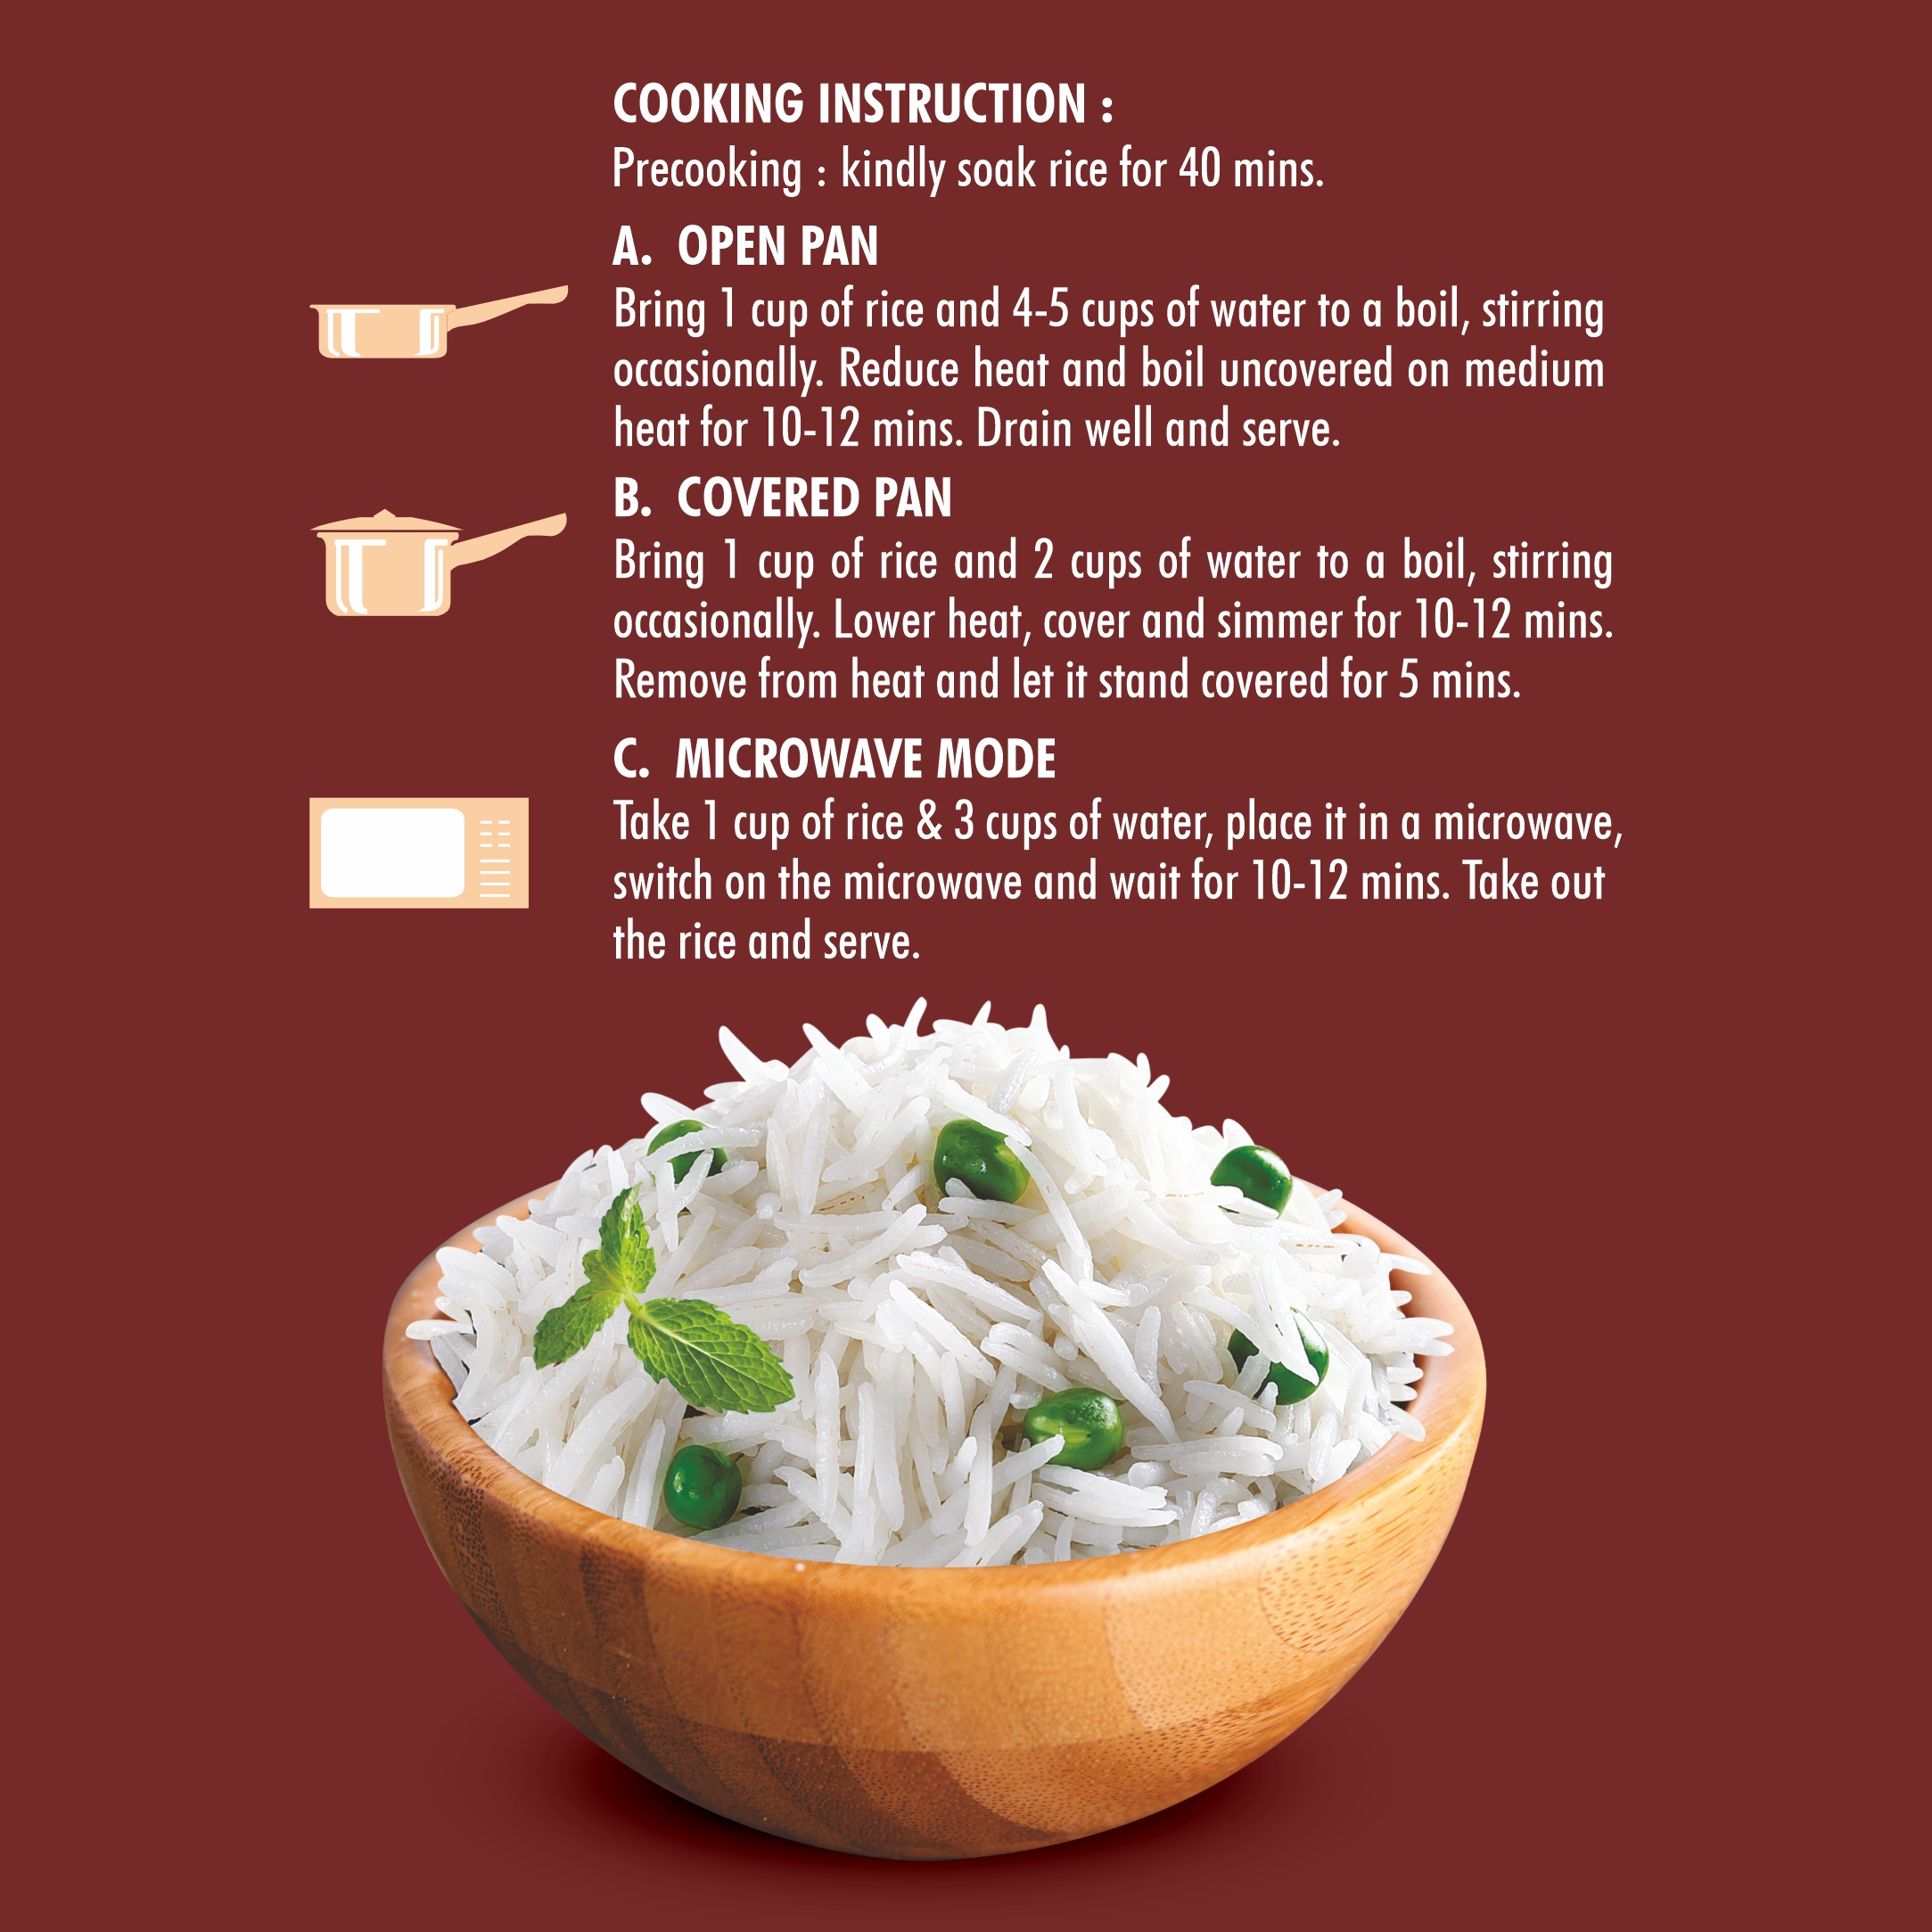 COOKING INSTRUCTION :
Precooking : kindly soak rice for 40 mins.
A. OPEN PAN
Bring 1 cup of rice and 4-5 cups of water to a boil, stirring
occasionally. Reduce heat and boil uncovered on medium
heat for 10-12 mins. Drain well and serve.
B. COVERED PAN
Bring 1 cup of rice and 2 cups of water to a boil, stirring
occasionally. Lower heat, cover and simmer for 10-12 mins.
Remove from heat and let it stand covered for 5 mins.
C. MICROWAVE MODE
Take 1 cup of rice & 3 cups of water, place it in a microwave,
switch on the microwave and wait for 10-12 mins. Take out
the rice and serve.